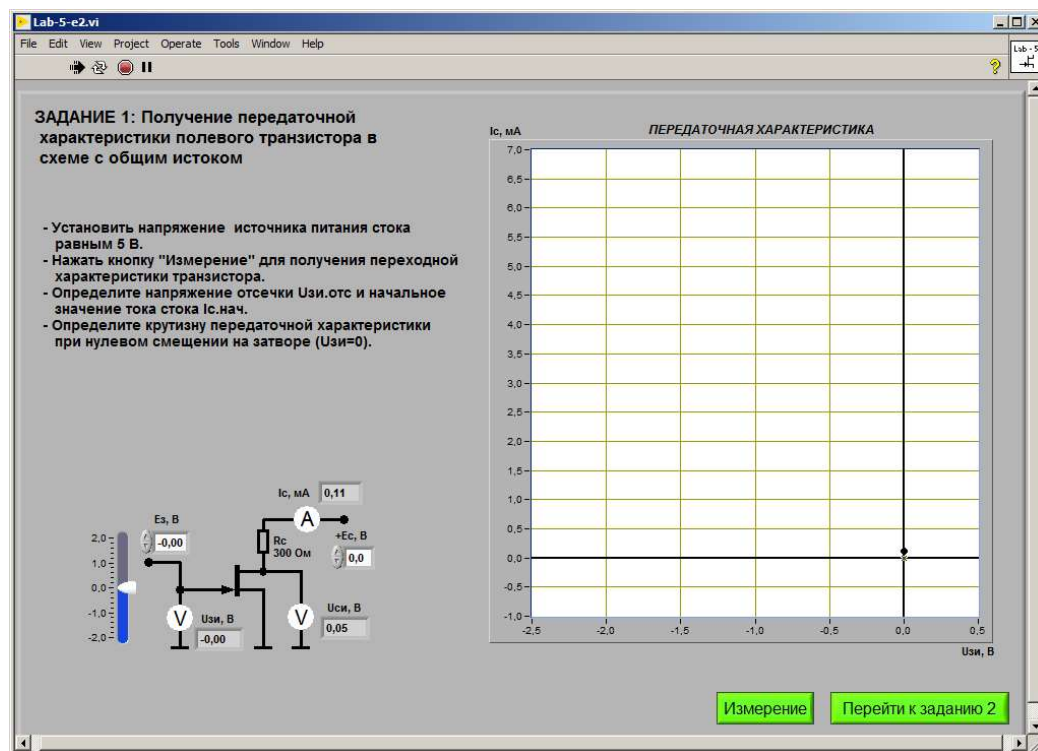 Lab-5-e2.vi
File Edit View Project Operate Tools Window Help
Lab - 5
ЗАДАНИЕ 1: Получение передаточной
характеристики полевого транзистора в
схеме с общим истоком
- Установить напряжение источника питания стока
равным 5 В.
- Нажать кнопку "Измерение" для получения переходной
характеристики транзистора.
- Определите напряжение отсечки Uзи.отс и начальное
значение тока стока Iс.нач.
- Определите крутизну передаточной характеристики
при нулевом смещении на затворе (Uзи=0).
Iс, мА 0,11
Eз, В
-0,00
2,0
1,0
0,0
-1,0
-2,0
A
Rс
300 Ом
+Eс, В
0,0
V
Uзи, В
-0,00
V
Uси, В
0,05
Iс, мА
ПЕРЕДАТОЧНАЯ ХАРАКТЕРИСТИКА
7,0
6,5
6,0
5,5
5,0
4,5
4,0
3,5
3,0
2,5
2,0
1,5
1,0
0,5
0,0
-0,5
-1,0
-2,5 -2,0 -1,5 -1,0 -0,5 0,0 0,5
Uзи, В
Измерение
Перейти к заданию 2